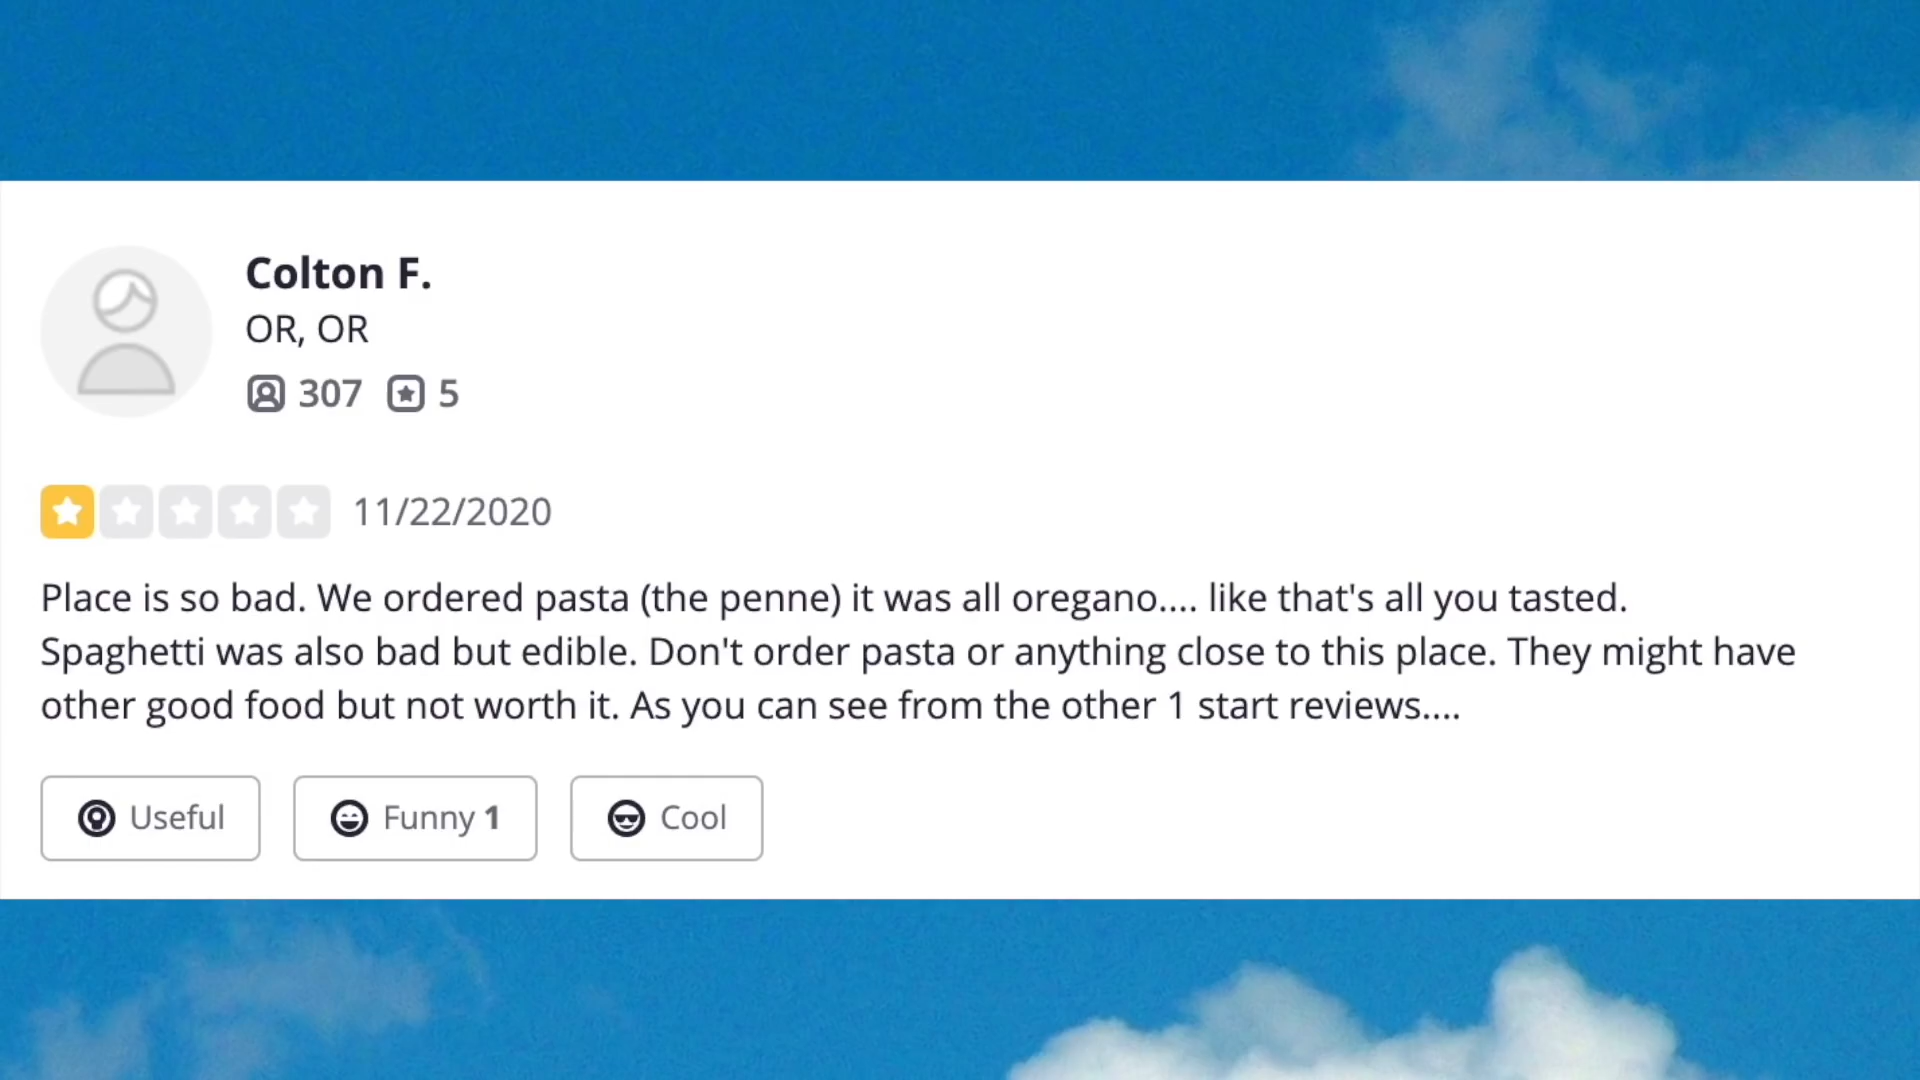 Colton F.
OR, OR
307 5
11/22/2020
Place is so bad. We ordered pasta (the penne) it was all oregano.... like that's all you tasted.
Spaghetti was also bad but edible. Don't order pasta or anything close to this place. They might have
other good food but not worth it. As you can see from the other 1 start reviews....
Useful Funny 1 Cool